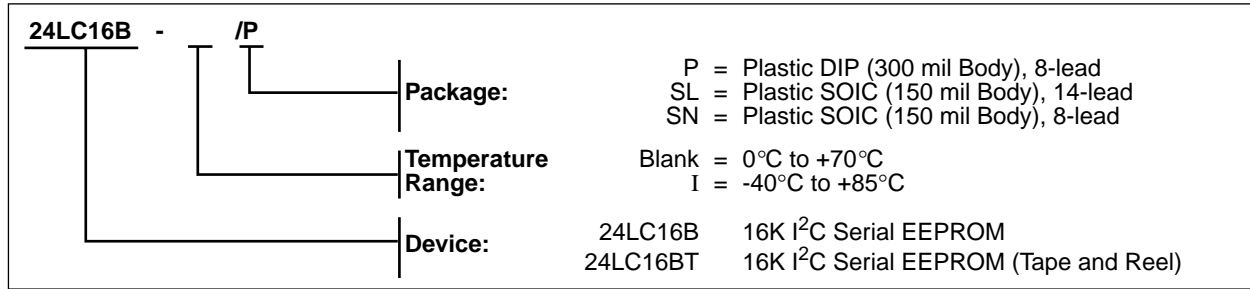 24LC16B - /P
Package: P = Plastic DIP (300 mil Body), 8-lead
SL = Plastic SOIC (150 mil Body), 14-lead
SN = Plastic SOIC (150 mil Body), 8-lead
Temperature Blank = 0°C to +70°C
Range: I = -40°C to +85°C
Device: 24LC16B 16K I²C Serial EEPROM
24LC16BT 16K I²C Serial EEPROM (Tape and Reel)